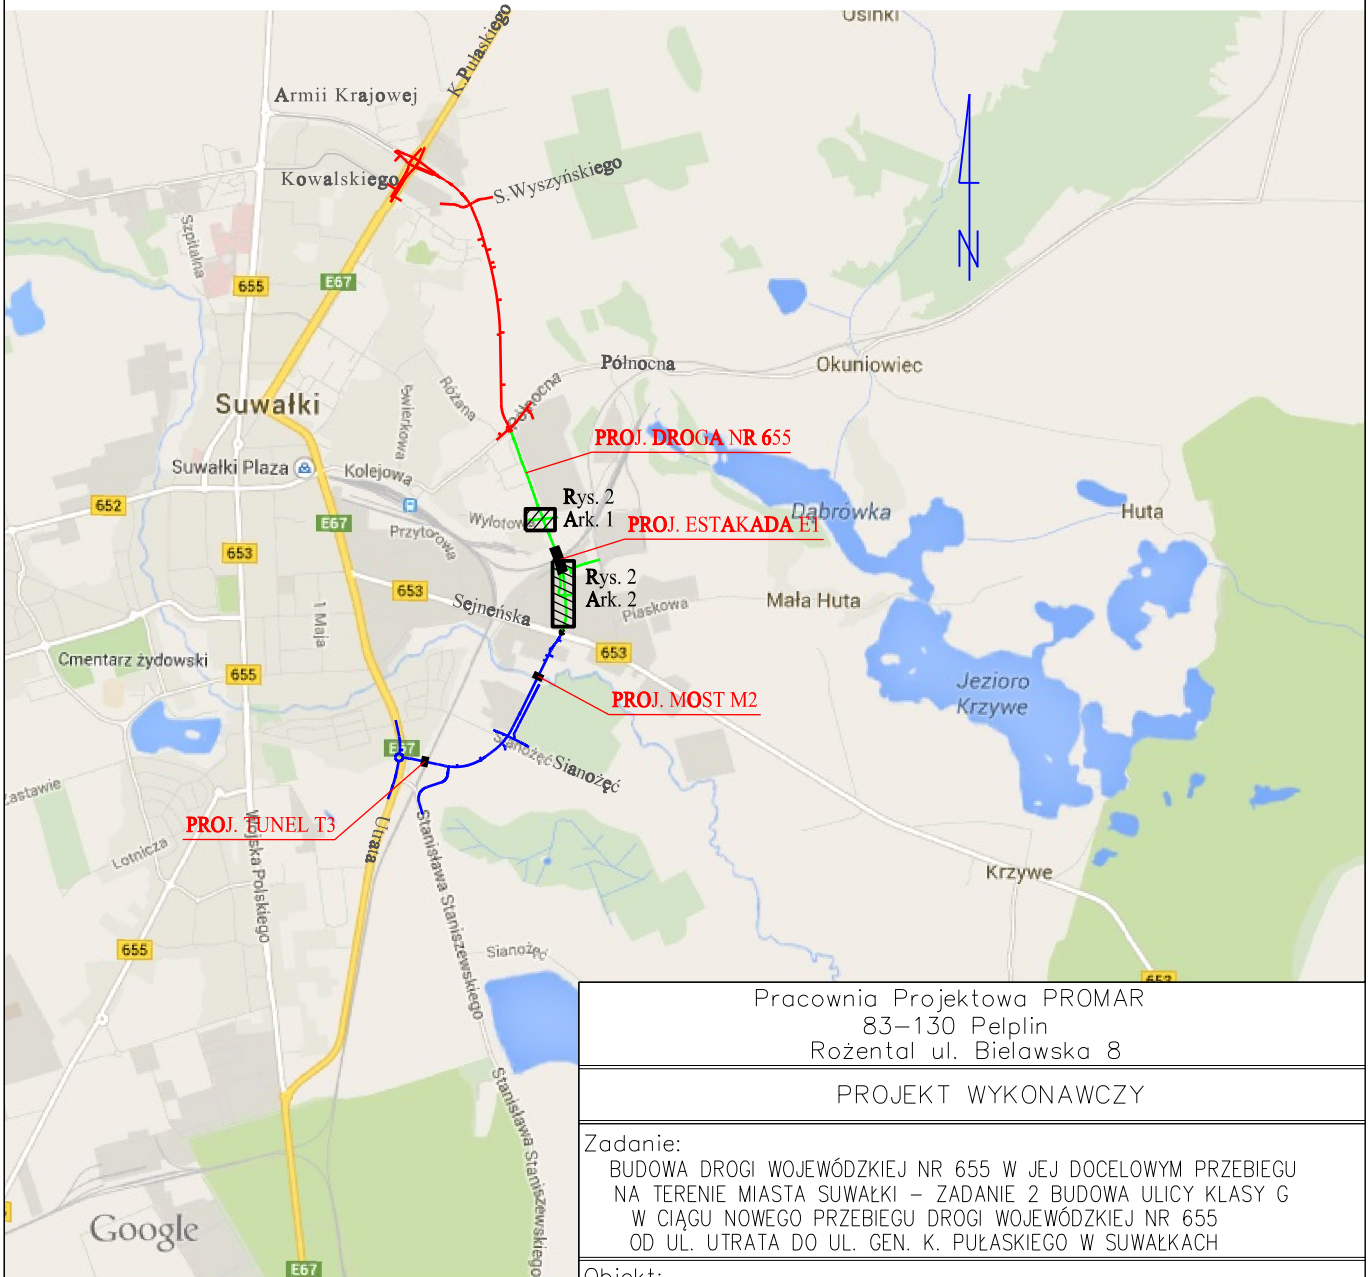 Osinki
K.Pułaskiego
Armii Krajowej
Kowalskiego
S.Wyszyńskiego
Szpitalna
655
E67
Północna
Okuniowiec
Różana
Północna
Świerkowa
Suwałki
PROJ. DROGA NR 655
Suwałki Plaza
Kolejowa
652
E67
Wylotowa
Przytorowa
Rys. 2
Ark. 1
PROJ. ESTAKADA E1
Dąbrówka
Huta
653
653
Sejneńska
Rys. 2
Ark. 2
Piaskowa
Mała Huta
1 Maja
Cmentarz żydowski
655
653
Jezioro
Krzywe
PROJ. MOST M2
E67
Sianożęć
Sianożęć
Zastawie
PROJ. TUNEL T3
Lotnicza
Wojska Polskiego
Utrata
Stanisława Staniszewskiego
Krzywe
655
Sianożęć
653
Stanisława Staniszewskiego
Google
E67
N
Pracownia Projektowa PROMAR
83-130 Pelplin
Rożental ul. Bielawska 8
PROJEKT WYKONAWCZY
Zadanie:
BUDOWA DROGI WOJEWÓDZKIEJ NR 655 W JEJ DOCELOWYM PRZEBIEGU
NA TERENIE MIASTA SUWAŁKI – ZADANIE 2 BUDOWA ULICY KLASY G
W CIĄGU NOWEGO PRZEBIEGU DROGI WOJEWÓDZKIEJ NR 655
OD UL. UTRATA DO UL. GEN. K. PUŁASKIEGO W SUWAŁKACH
Obiekt: